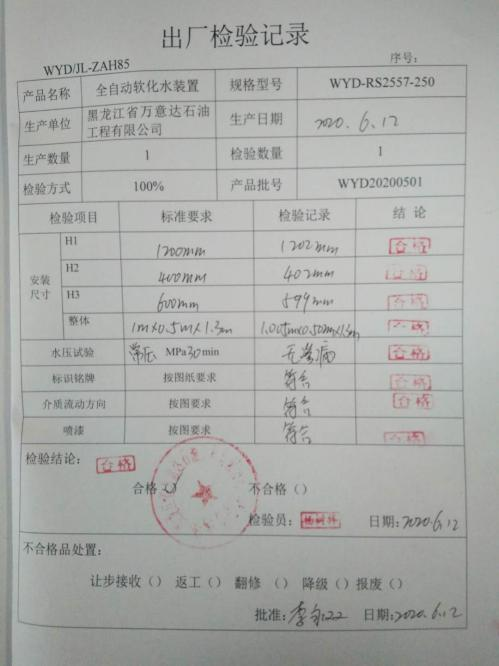 出厂检验记录
WYD/JL-ZAH85 序号：
产品名称 全自动软化水装置 规格型号 WYD-RS2557-250
生产单位 黑龙江省万意达石油工程有限公司 生产日期 2020.6.12
生产数量 1 检验数量 1
检验方式 100% 产品批号 WYD20200501
检验项目 标准要求 检验记录 结 论
安装尺寸
H1 1200mm 1202mm 合格
H2 400mm 402mm 合格
H3 600mm 599mm 合格
整体 1m×0.5m×1.3m 1.005m×0.50m×1.3m 合格
水压试验 常压 MPa30min 无渗漏 合格
标识铭牌 按图纸要求 符合 合格
介质流动方向 按图要求 符合 合格
喷漆 按图要求 符合 合格
检验结论： 合格
合格（） 不合格（）
检验员： 日期：2020.6.12
不合格品处置：
让步接收（） 返工（） 翻修（） 降级（）报废（）
批准： 日期：2020.6.12